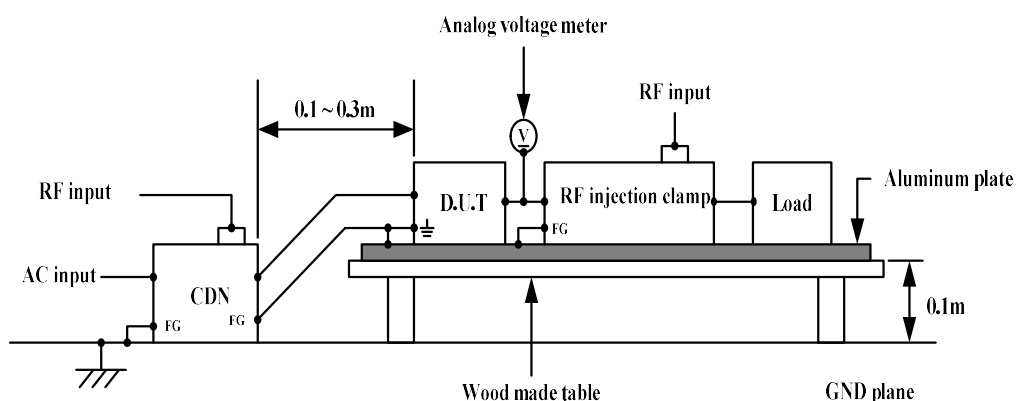 Analog voltage meter
RF input
0.1 ~ 0.3m
V
RF input
D.U.T
RF injection clamp
Load
Aluminum plate
FG
AC input
CDN
FG
FG
0.1m
Wood made table
GND plane